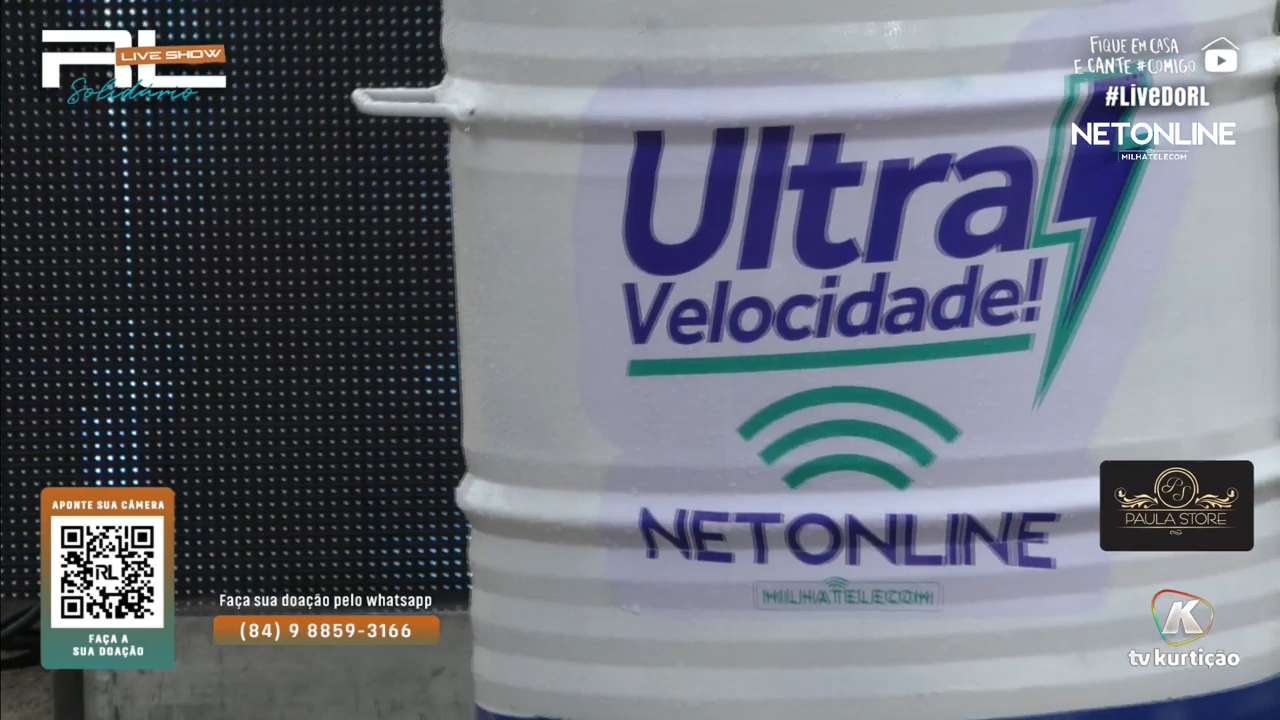 RL
LIVE SHOW
Solidário
FIQUE EM CASA
E CANTE #COMIGO
#LiveDORL
NETONLINE
MILHATELECOM
Ultra
Velocidade!
NETONLINE
MILHATELECOM
APONTE SUA CÂMERA
RL
FAÇA A
SUA DOAÇÃO
Faça sua doação pelo whatsapp
(84) 9 8859-3166
PS
PAULA STORE
K
tv kurtição